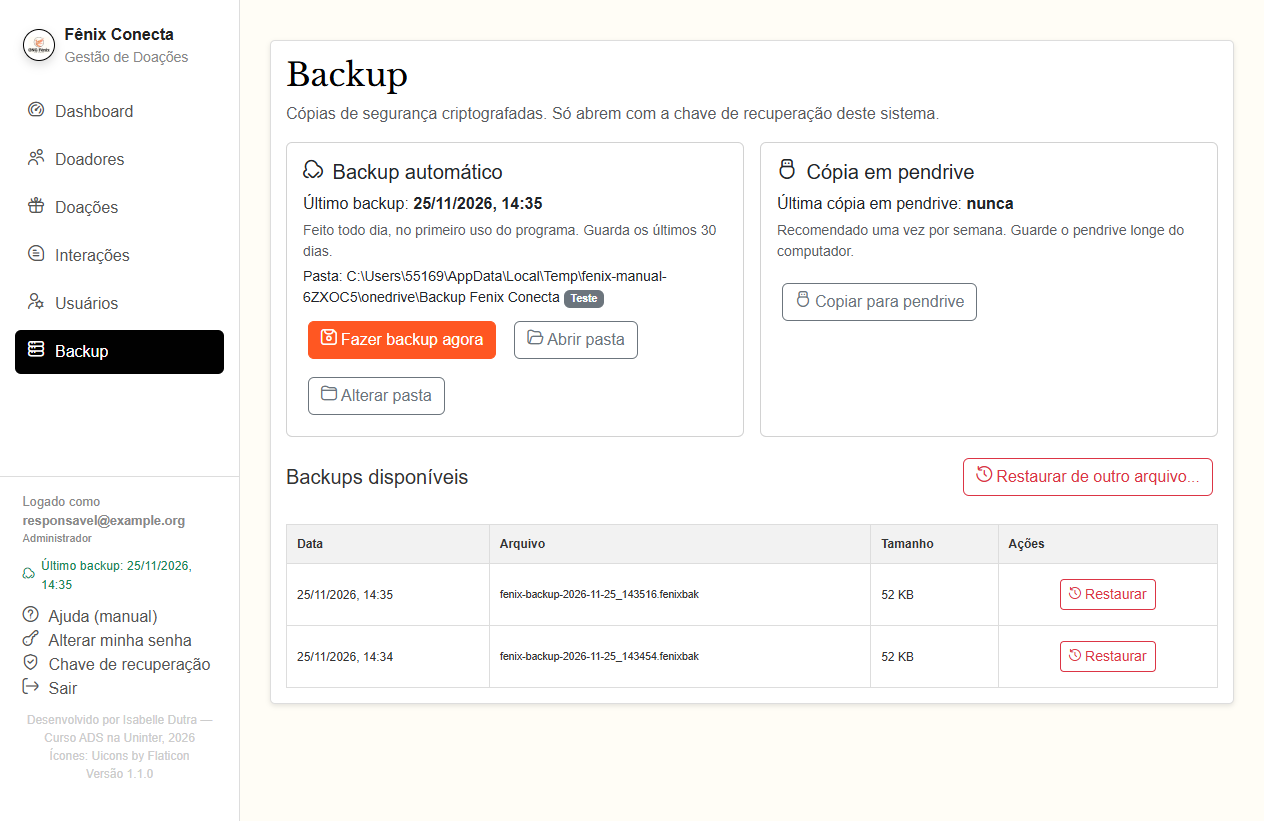 Fênix Conecta
Gestão de Doações
Dashboard
Doadores
Doações
Interações
Usuários
Backup
Logado como
responsavel@example.org
Administrador
Último backup: 25/11/2026,
14:35
Ajuda (manual)
Alterar minha senha
Chave de recuperação
Sair
Desenvolvido por Isabelle Dutra —
Curso ADS na Uninter, 2026
Ícones: Uicons by Flaticon
Versão 1.1.0
Backup
Cópias de segurança criptografadas. Só abrem com a chave de recuperação deste sistema.
Backup automático
Último backup: 25/11/2026, 14:35
Feito todo dia, no primeiro uso do programa. Guarda os últimos 30
dias.
Pasta: C:\Users\55169\AppData\Local\Temp\fenix-manual-
6ZXOC5\onedrive\Backup Fenix Conecta Teste
Fazer backup agora
Abrir pasta
Alterar pasta
Cópia em pendrive
Última cópia em pendrive: nunca
Recomendado uma vez por semana. Guarde o pendrive longe do
computador.
Copiar para pendrive
Backups disponíveis
Restaurar de outro arquivo...
Data Arquivo Tamanho Ações
25/11/2026, 14:35 fenix-backup-2026-11-25_143516.fenixbak 52 KB Restaurar
25/11/2026, 14:34 fenix-backup-2026-11-25_143454.fenixbak 52 KB Restaurar